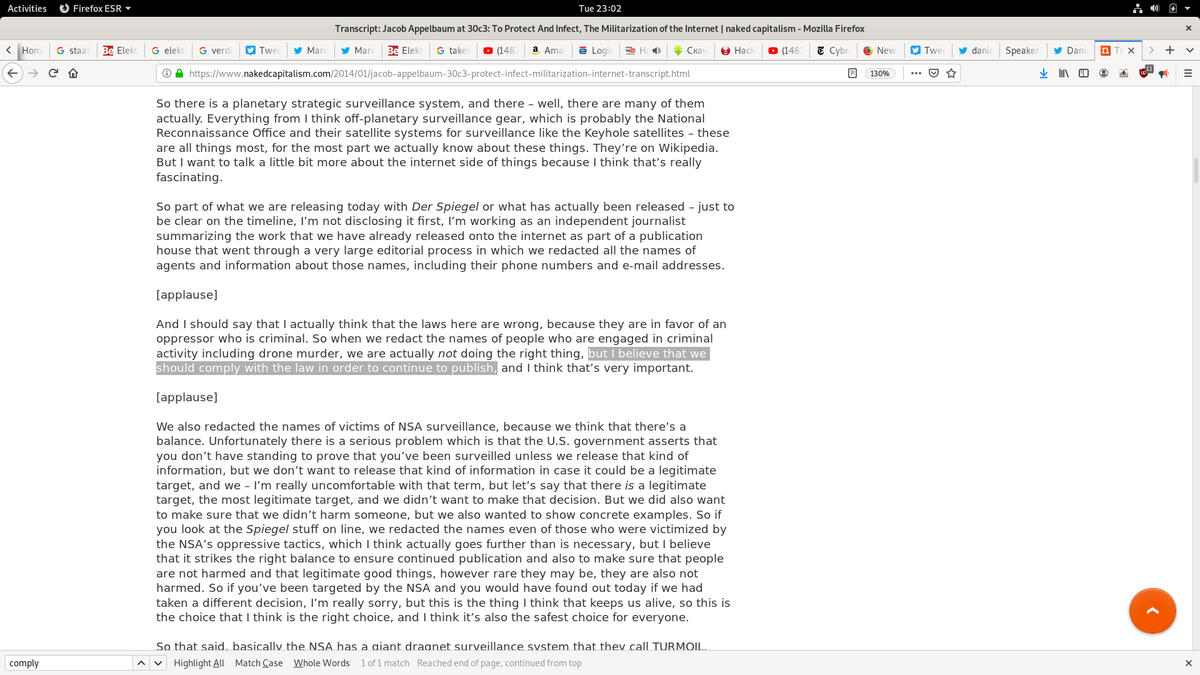 Activities Firefox ESR Tue 23:02
Transcript: Jacob Appelbaum at 30c3: To Protect And Infect, The Militarization of the Internet | naked capitalism - Mozilla Firefox
Hom staat Elekt elekt verdi Twee Marc Marc Elekt taked (148. Ama Login Ha Hack (148. Cybe New Twee danie Speaker Dani Tr
https://www.nakedcapitalism.com/2014/01/jacob-appelbaum-30c3-protect-infect-militarization-internet-transcript.html 130% 11
So there is a planetary strategic surveillance system, and there – well, there are many of them
actually. Everything from I think off-planetary surveillance gear, which is probably the National
Reconnaissance Office and their satellite systems for surveillance like the Keyhole satellites – these
are all things most, for the most part we actually know about these things. They’re on Wikipedia.
But I want to talk a little bit more about the internet side of things because I think that’s really
fascinating.
So part of what we are releasing today with Der Spiegel or what has actually been released – just to
be clear on the timeline, I’m not disclosing it first, I’m working as an independent journalist
summarizing the work that we have already released onto the internet as part of a publication
house that went through a very large editorial process in which we redacted all the names of
agents and information about those names, including their phone numbers and e-mail addresses.
[applause]
And I should say that I actually think that the laws here are wrong, because they are in favor of an
oppressor who is criminal. So when we redact the names of people who are engaged in criminal
activity including drone murder, we are actually not doing the right thing, but I believe that we
should comply with the law in order to continue to publish, and I think that’s very important.
[applause]
We also redacted the names of victims of NSA surveillance, because we think that there’s a
balance. Unfortunately there is a serious problem which is that the U.S. government asserts that
you don’t have standing to prove that you’ve been surveilled unless we release that kind of
information, but we don’t want to release that kind of information in case it could be a legitimate
target, and we – I’m really uncomfortable with that term, but let’s say that there is a legitimate
target, the most legitimate target, and we didn’t want to make that decision. But we did also want
to make sure that we didn’t harm someone, but we also wanted to show concrete examples. So if
you look at the Spiegel stuff on line, we redacted the names even of those who were victimized by
the NSA’s oppressive tactics, which I think actually goes further than is necessary, but I believe
that it strikes the right balance to ensure continued publication and also to make sure that people
are not harmed and that legitimate good things, however rare they may be, they are also not
harmed. So if you’ve been targeted by the NSA and you would have found out today if we had
taken a different decision, I’m really sorry, but this is the thing I think that keeps us alive, so this is
the choice that I think is the right choice, and I think it’s also the safest choice for everyone.
So that said, basically the NSA has a giant dragnet surveillance system that they call TURMOIL.
comply Highlight All Match Case Whole Words 1 of 1 match Reached end of page, continued from top